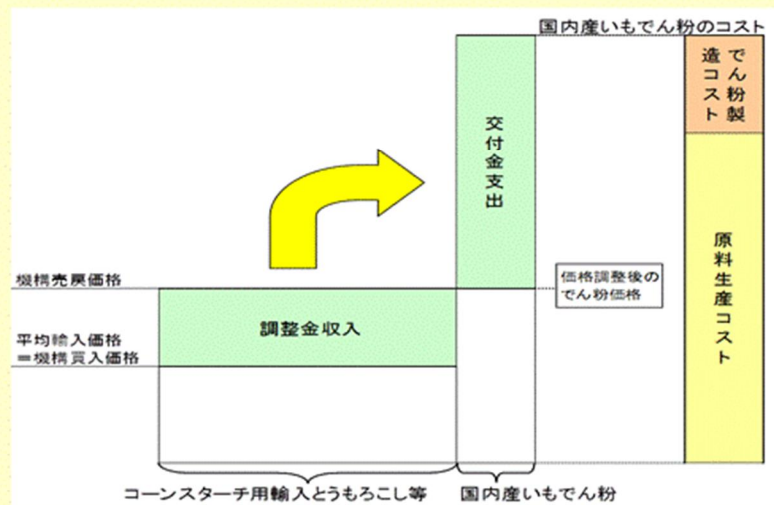 国内産いもでん粉のコスト
でん粉製
造コスト
交付金支出
原料生産コスト
機構売戻価格
価格調整後の
でん粉価格
調整金収入
平均輸入価格
＝機構買入価格
コーンスターチ用輸入とうもろこし等
国内産いもでん粉